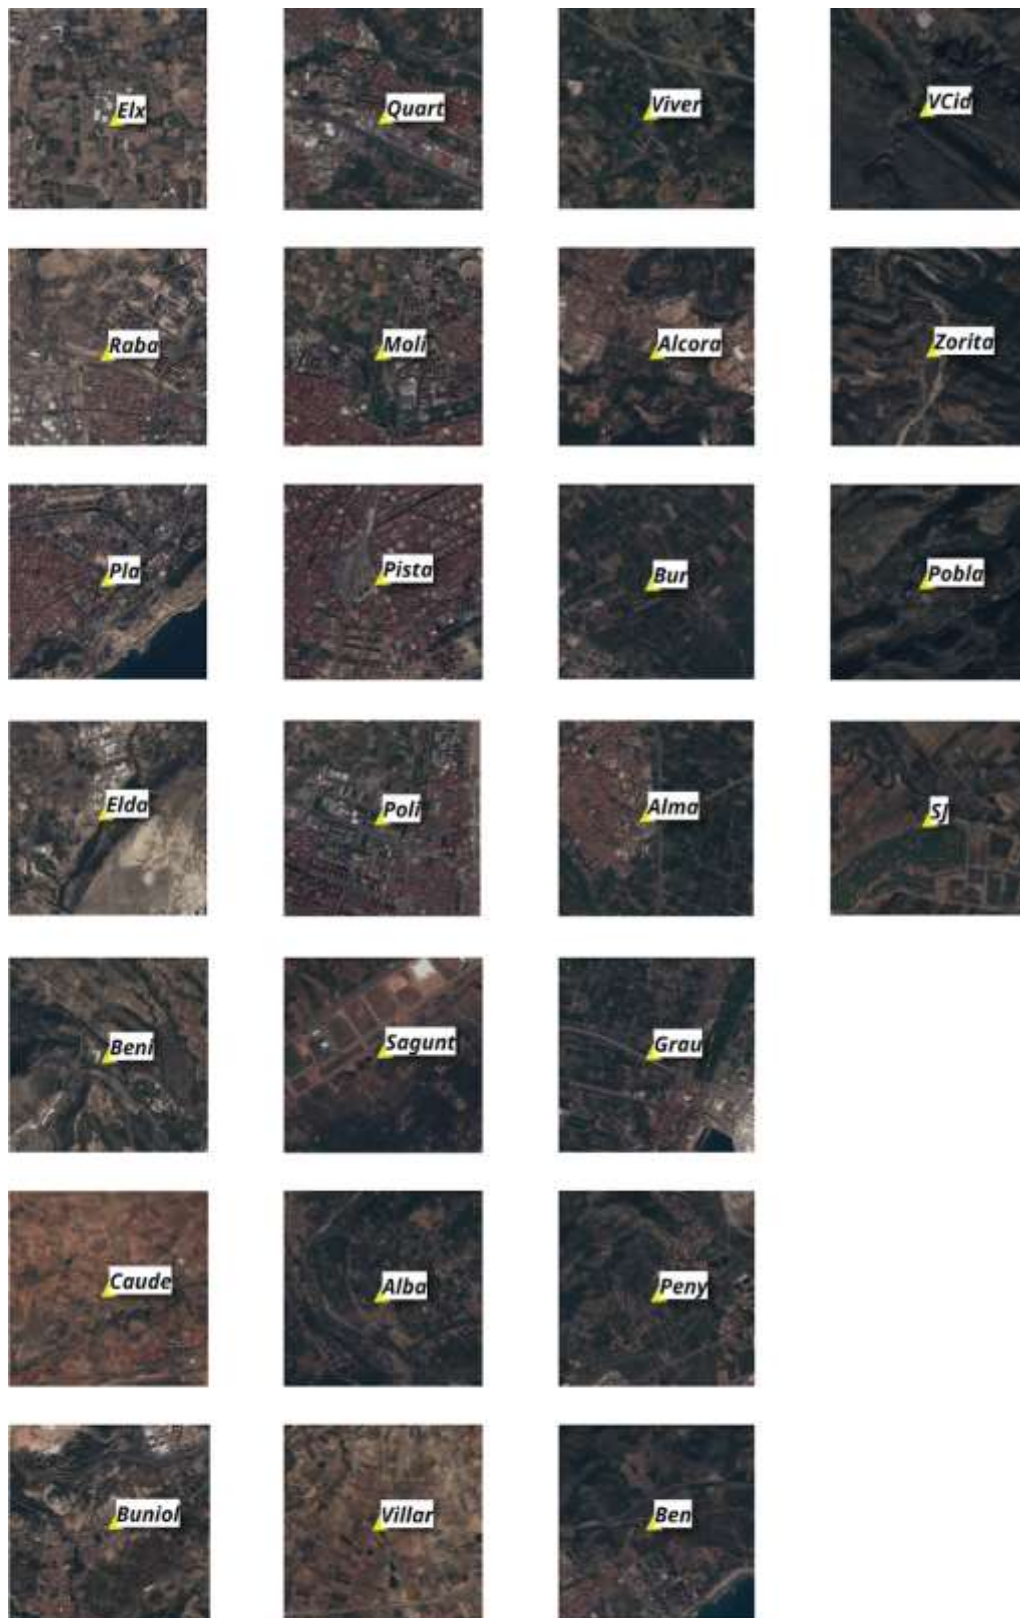 Elx
Quart
Viver
VCid
Raba
Moli
Alcora
Zorita
Pla
Pista
Bur
Pobla
Elda
Poli
Alma
SJ
Beni
Sagunt
Grau
Caude
Alba
Peny
Buniol
Villar
Ben